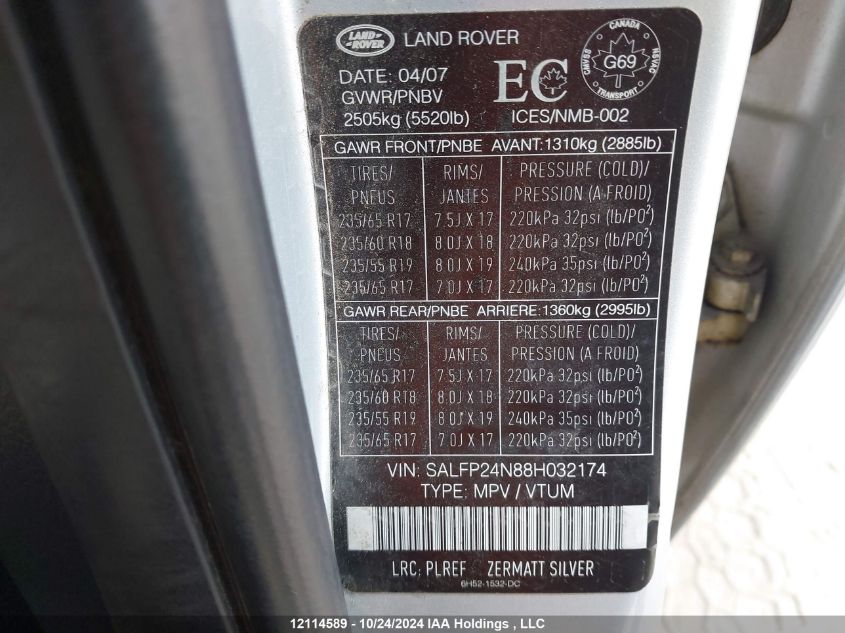 LAND ROVER
LAND ROVER
DATE: 04/07
GVWR/PNBV
2505kg (5520lb)
EC
ICES/NMB-002
CANADA
CMVSS
G69
NSVAC
TRANSPORT
GAWR FRONT/PNBE AVANT:1310kg (2885lb)
TIRES/ RIMS/ PRESSURE (COLD)/
PNEUS JANTES PRESSION (A FROID)
235/65 R17 7.5J X 17 220kPa 32psi (lb/PO²)
235/60 R18 8.0J X 18 220kPa 32psi (lb/PO²)
235/55 R19 8.0J X 19 240kPa 35psi (lb/PO²)
235/65 R17 7.0J X 17 220kPa 32psi (lb/PO²)
GAWR REAR/PNBE ARRIERE:1360kg (2995lb)
TIRES/ RIMS/ PRESSURE (COLD)/
PNEUS JANTES PRESSION (A FROID)
235/65 R17 7.5J X 17 220kPa 32psi (lb/PO²)
235/60 R18 8.0J X 18 220kPa 32psi (lb/PO²)
235/55 R19 8.0J X 19 240kPa 35psi (lb/PO²)
235/65 R17 7.0J X 17 220kPa 32psi (lb/PO²)
VIN: SALFP24N88H032174
TYPE: MPV / VTUM
LRC: PLREF ZERMATT SILVER
6H52-1532-DC
12114589 - 10/24/2024 IAA Holdings , LLC